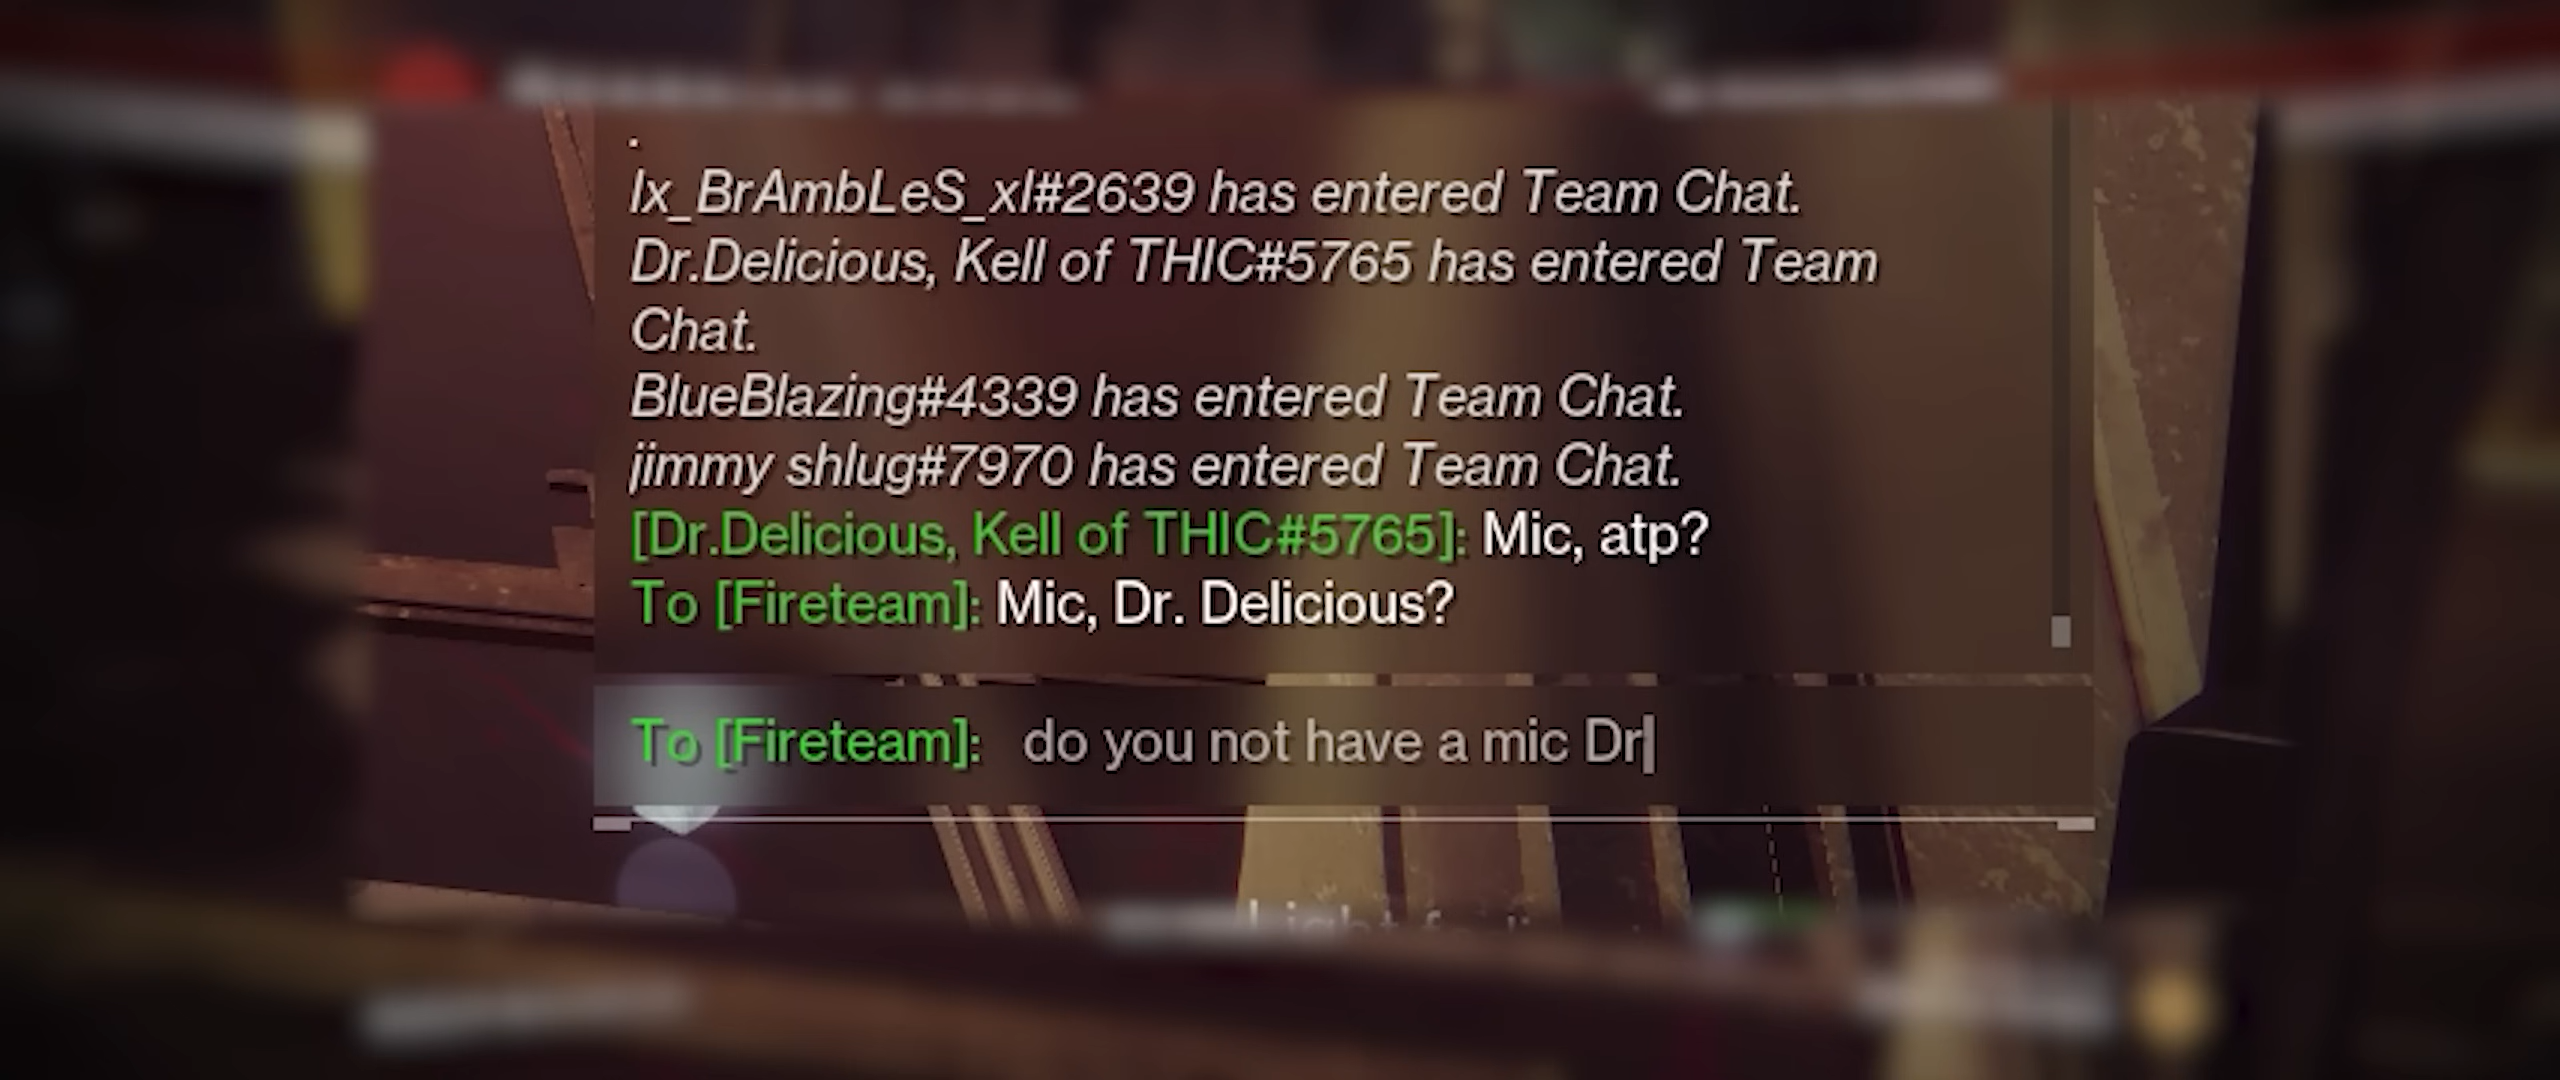 .
lx_BrAmbLeS_xl#2639 has entered Team Chat.
Dr.Delicious, Kell of THIC#5765 has entered Team
Chat.
BlueBlazing#4339 has entered Team Chat.
jimmy shlug#7970 has entered Team Chat.
[Dr.Delicious, Kell of THIC#5765]: Mic, atp?
To [Fireteam]: Mic, Dr. Delicious?
To [Fireteam]: do you not have a mic Dr